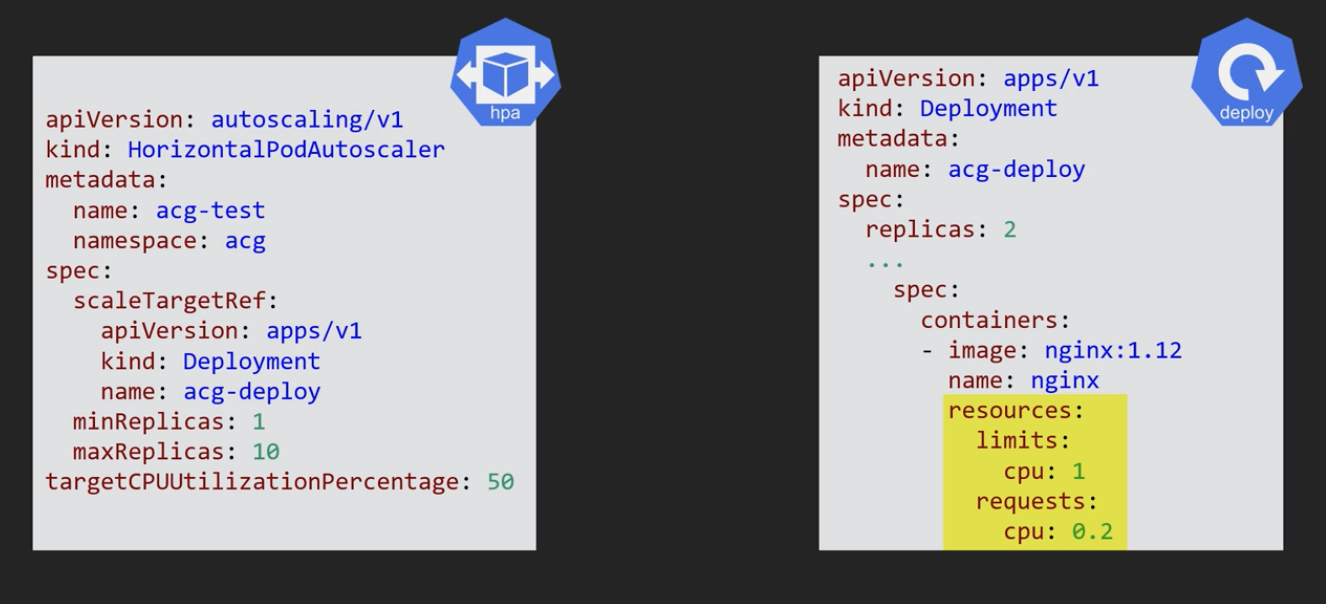 hpa
apiVersion: autoscaling/v1
kind: HorizontalPodAutoscaler
metadata:
  name: acg-test
  namespace: acg
spec:
  scaleTargetRef:
    apiVersion: apps/v1
    kind: Deployment
    name: acg-deploy
  minReplicas: 1
  maxReplicas: 10
targetCPUUtilizationPercentage: 50
deploy
apiVersion: apps/v1
kind: Deployment
metadata:
  name: acg-deploy
spec:
  replicas: 2
  ...
    spec:
      containers:
      - image: nginx:1.12
        name: nginx
        resources:
          limits:
            cpu: 1
          requests:
            cpu: 0.2